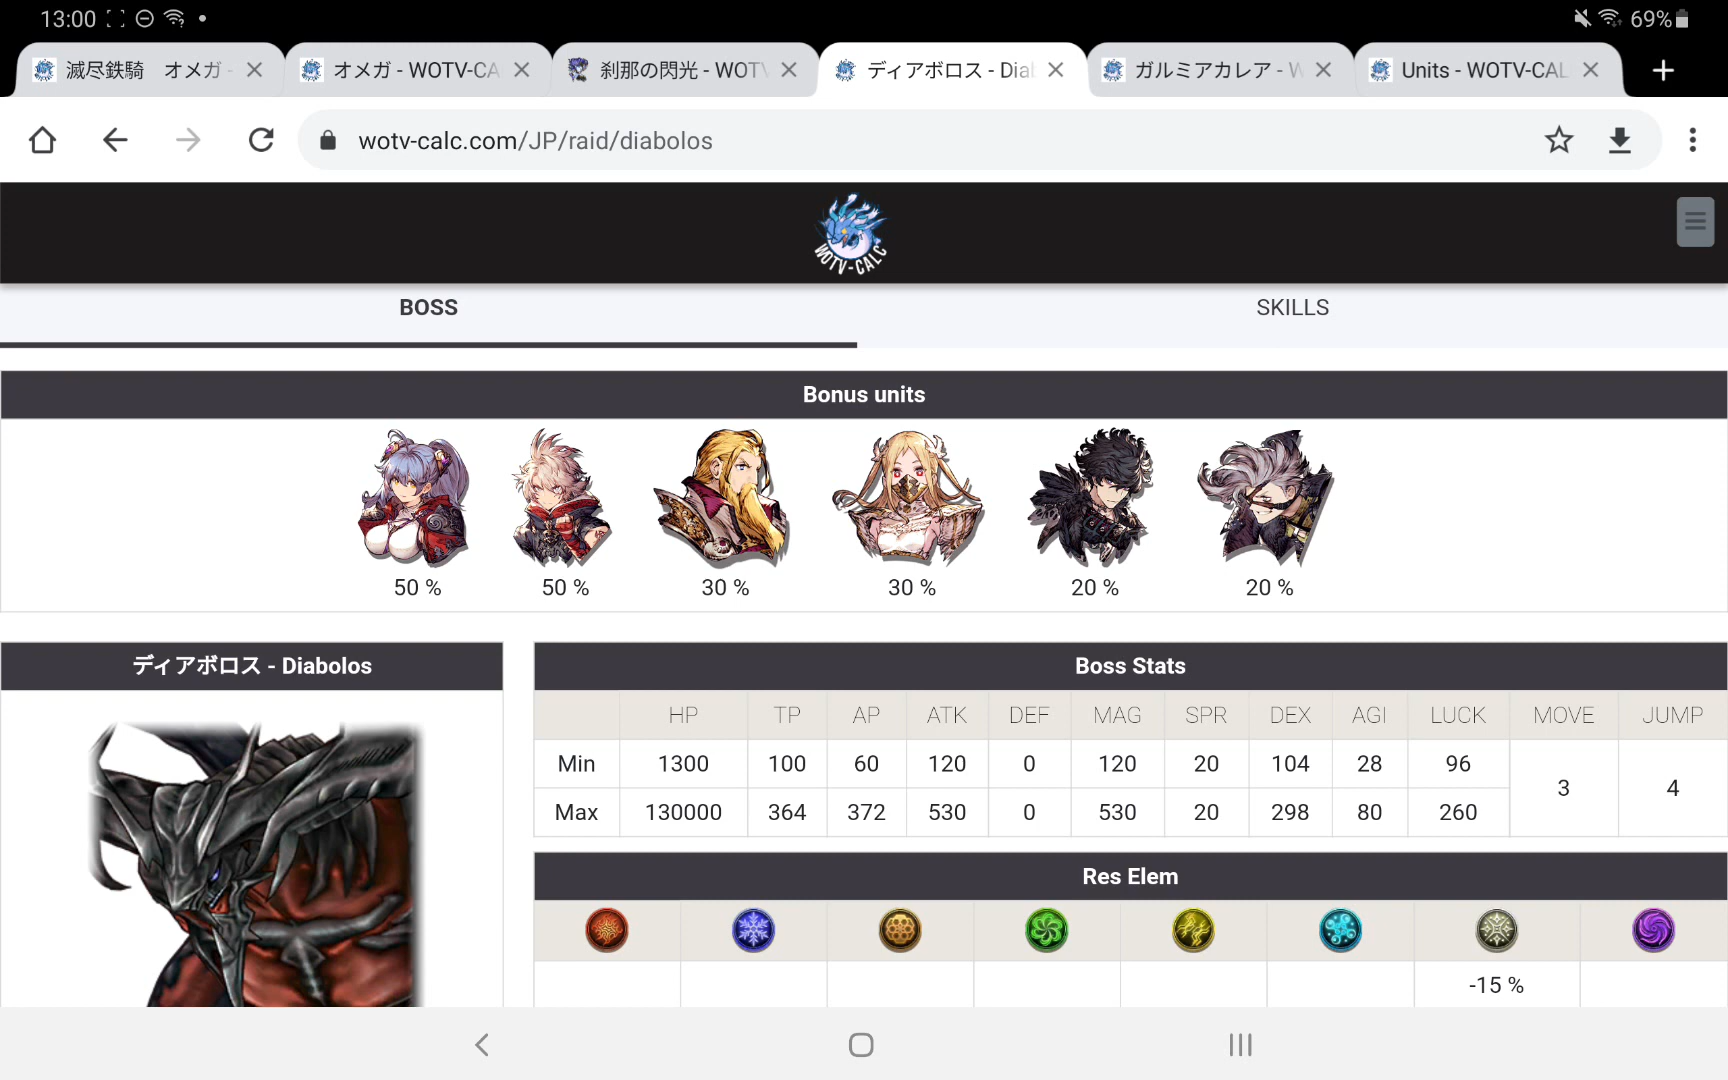 13:00
69%
滅尽鉄騎 オメガ -
オメガ - WOTV-CA
刹那の閃光 - WOTV
ディアボロス - Dial
ガルミアカレア - W
Units - WOTV-CAL
wotv-calc.com/JP/raid/diabolos
WOTV-CALC
BOSS SKILLS
Bonus units
50 % 50 % 30 % 30 % 20 % 20 %
ディアボロス - Diabolos
Boss Stats
HP TP AP ATK DEF MAG SPR DEX AGI LUCK MOVE JUMP
Min 1300 100 60 120 0 120 20 104 28 96 3 4
Max 130000 364 372 530 0 530 20 298 80 260
Res Elem
-15 %